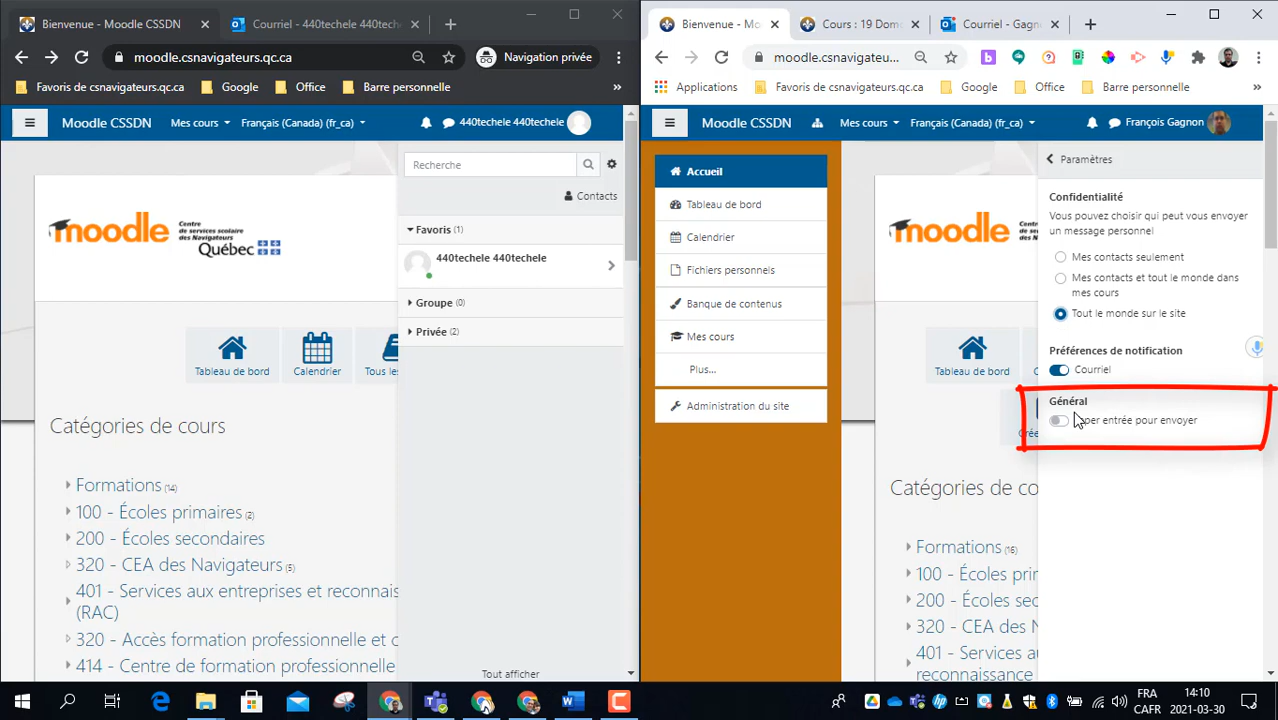 Bienvenue - Moodle CSSDN
Courriel - 440techele 440techele
moodle.csnavigateurs.qc.ca
Navigation privée
Favoris de csnavigateurs.qc.ca
Google
Office
Barre personnelle
Moodle CSSDN
Mes cours
Français (Canada) (fr_ca)
440techele 440techele
Recherche
Contacts
moodle
Centre
de services scolaire
des Navigateurs
Québec
Favoris (1)
440techele 440techele
Groupe (0)
Privée (2)
Tableau de bord
Calendrier
Tous les
Catégories de cours
Formations (14)
100 - Écoles primaires (2)
200 - Écoles secondaires
320 - CEA des Navigateurs (5)
401 - Services aux entreprises et reconnais
(RAC)
320 - Accès formation professionnelle et c
414 - Centre de formation professionnelle
Tout afficher
Bienvenue - Mo
Cours : 19 Domo
Courriel - Gagn
moodle.csnavigateu...
Applications
Favoris de csnavigateurs.qc.ca
Google
Office
Barre personnelle
Moodle CSSDN
Mes cours
Français (Canada) (fr_ca)
François Gagnon
Accueil
Tableau de bord
Calendrier
Fichiers personnels
Banque de contenus
Mes cours
Plus...
Administration du site
moodle
Tableau de bord
Catégories de co
Formations (16)
100 - Écoles prir
200 - Écoles sec
320 - CEA des N
401 - Services au
reconnaissance
Paramètres
Confidentialité
Vous pouvez choisir qui peut vous envoyer
un message personnel
Mes contacts seulement
Mes contacts et tout le monde dans
mes cours
Tout le monde sur le site
Préférences de notification
Courriel
Général
per entrée pour envoyer
FRA
CAFR
14:10
2021-03-30